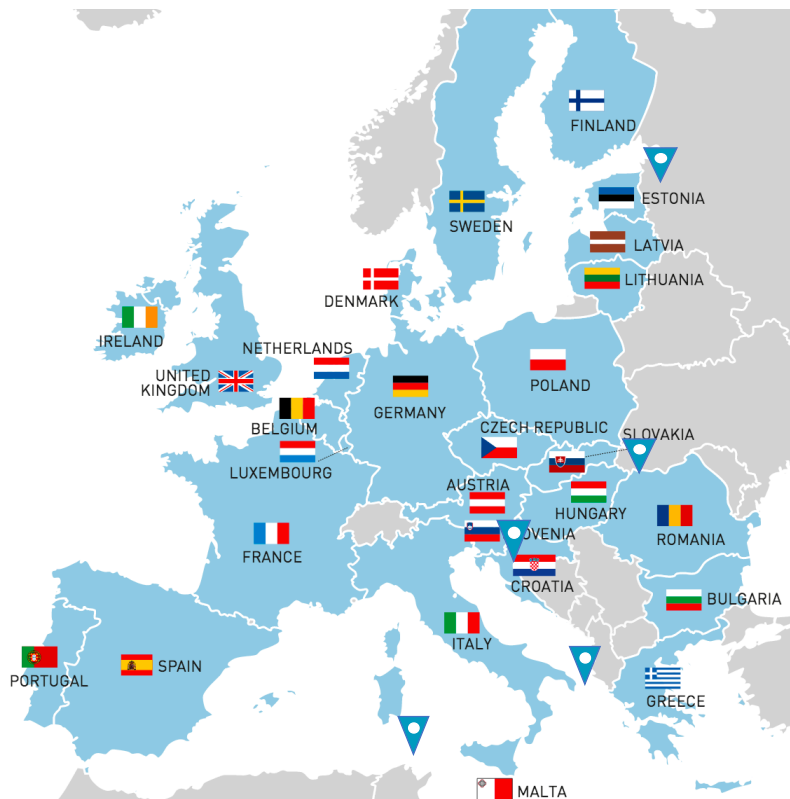 FINLAND
ESTONIA
SWEDEN
LATVIA
LITHUANIA
DENMARK
IRELAND
NETHERLANDS
UNITED
KINGDOM
POLAND
GERMANY
BELGIUM
CZECH REPUBLIC
SLOVAKIA
LUXEMBOURG
AUSTRIA
HUNGARY
OVENIA
ROMANIA
FRANCE
CROATIA
BULGARIA
ITALY
SPAIN
PORTUGAL
GREECE
MALTA